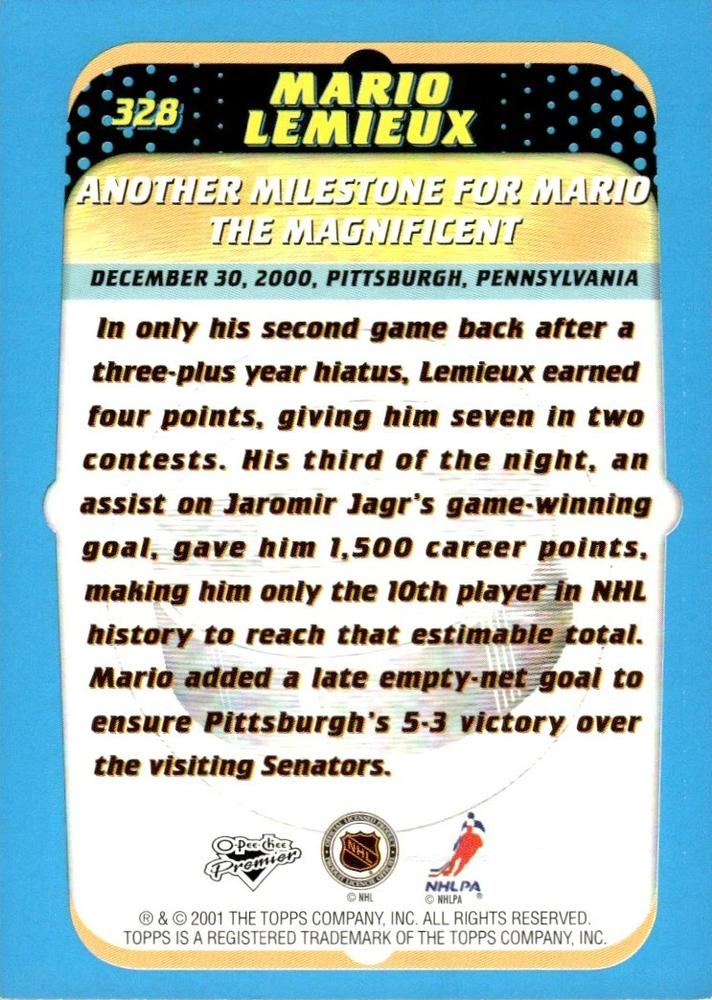 328
MARIO
LEMIEUX
ANOTHER MILESTONE FOR MARIO
THE MAGNIFICENT
DECEMBER 30, 2000, PITTSBURGH, PENNSYLVANIA
In only his second game back after a
three-plus year hiatus, Lemieux earned
four points, giving him seven in two
contests. His third of the night, an
assist on Jaromir Jagr's game-winning
goal, gave him 1,500 career points,
making him only the 10th player in NHL
history to reach that estimable total.
Mario added a late empty-net goal to
ensure Pittsburgh's 5-3 victory over
the visiting Senators.
O-Pee-Chee
Premier
NHL
© NHL
NHLPA®
© NHLPA
® & © 2001 THE TOPPS COMPANY, INC. ALL RIGHTS RESERVED.
TOPPS IS A REGISTERED TRADEMARK OF THE TOPPS COMPANY, INC.